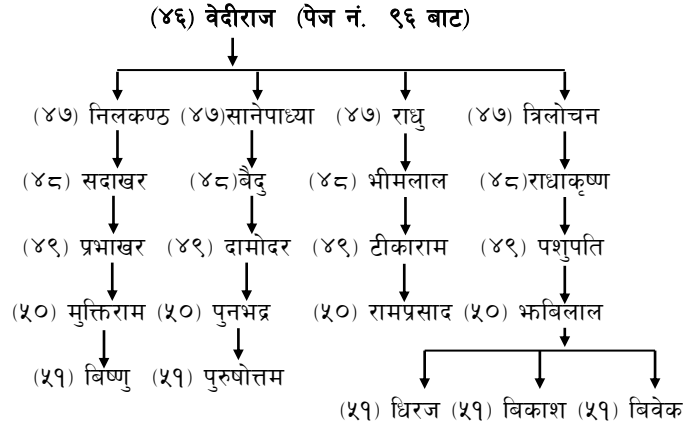 (४६) वेदीराज (पेज नं. ९६ बाट)
(४७) निलकण्ठ (४७)सानेपाध्या (४७) राधु (४७) त्रिलोचन
(४८) सदाखर (४८)बैदु (४८) भीमलाल (४८)राधाकृष्ण
(४९) प्रभाखर (४९) दामोदर (४९) टीकाराम (४९) पशुपति
(५०) मुक्तिराम (५०) पुनभद्र (५०) रामप्रसाद (५०) झबिलाल
(५१) बिष्णु (५१) पुरुषोत्तम
(५१) धिरज (५१) बिकाश (५१) बिवेक